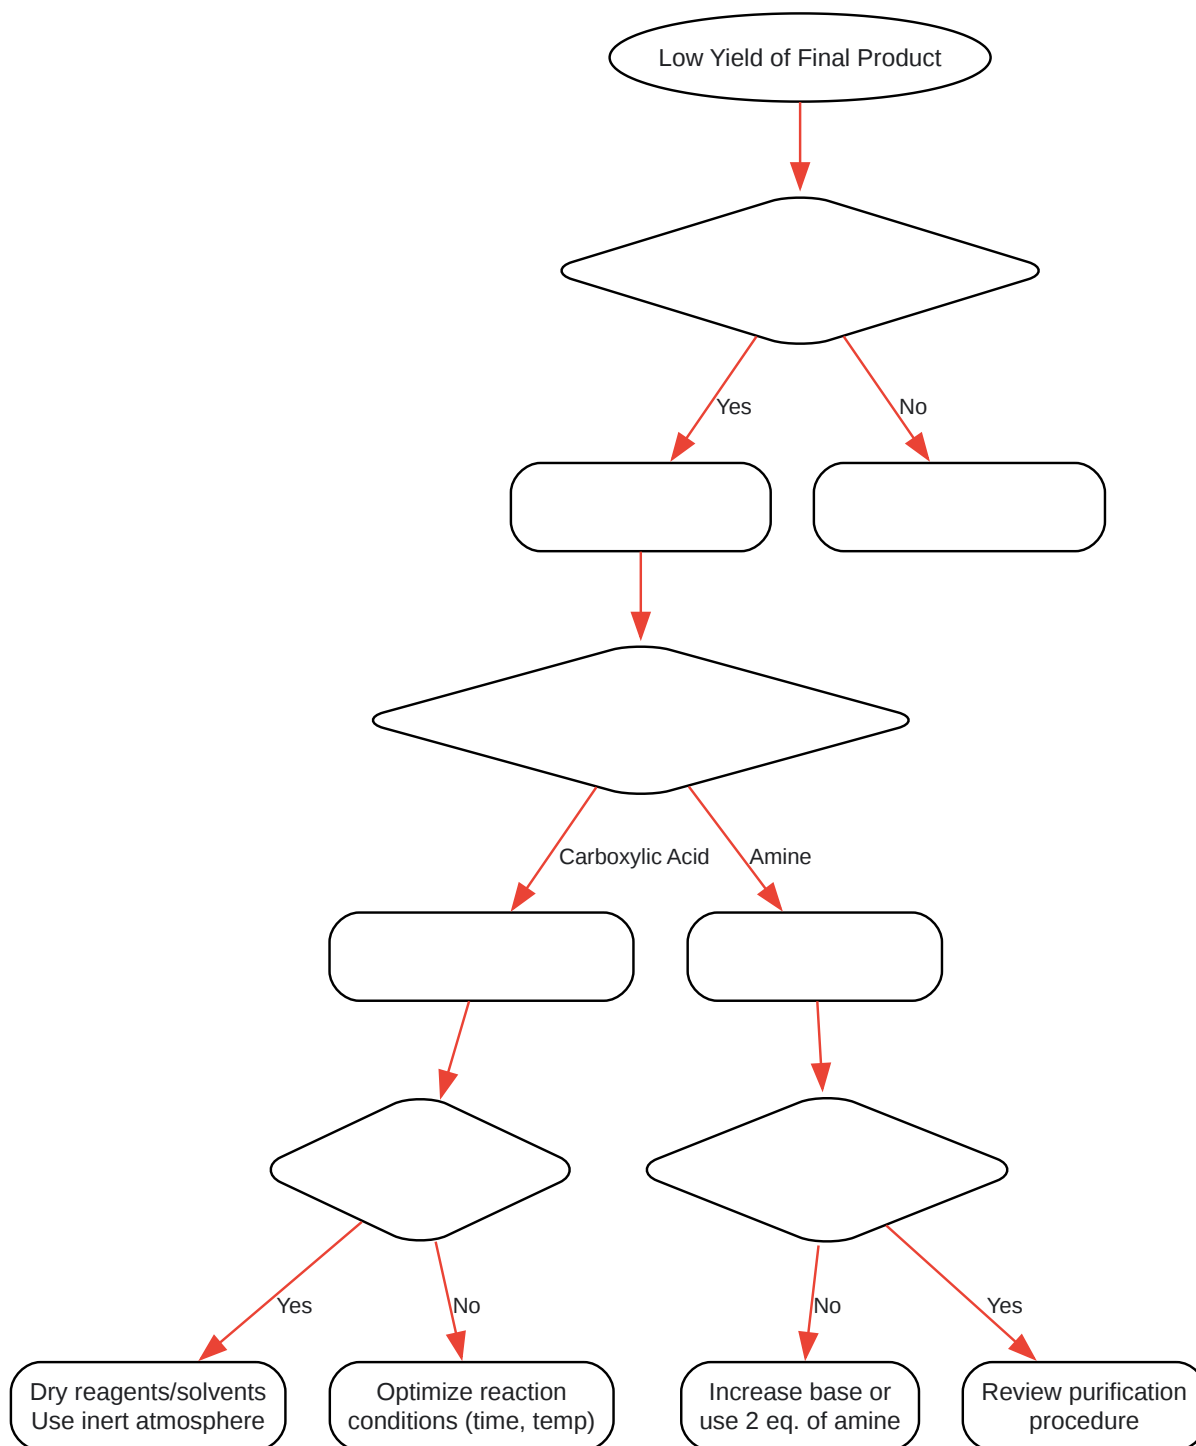 Low Yield of Final Product
Yes
No
Carboxylic Acid
Amine
Yes
No
No
Yes
Dry reagents/solvents
Use inert atmosphere
Optimize reaction
conditions (time, temp)
Increase base or
use 2 eq. of amine
Review purification
procedure